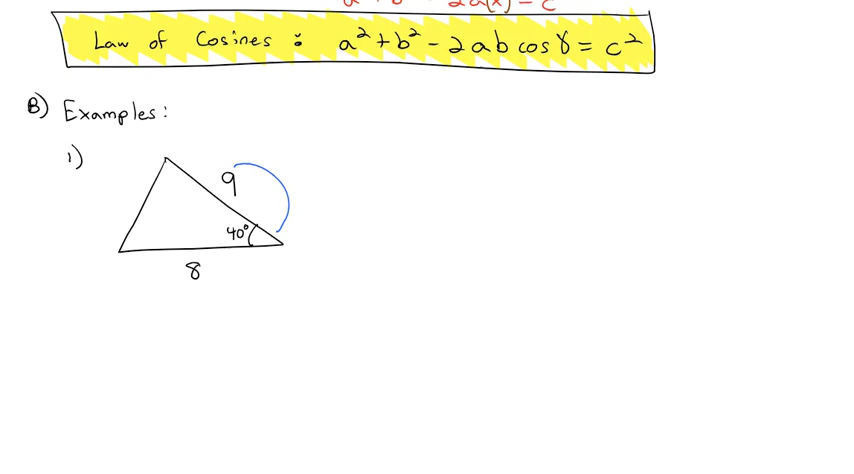 Law of Cosines : a² + b² - 2ab cos γ = c²
B) Examples:
1)
9
40°
8